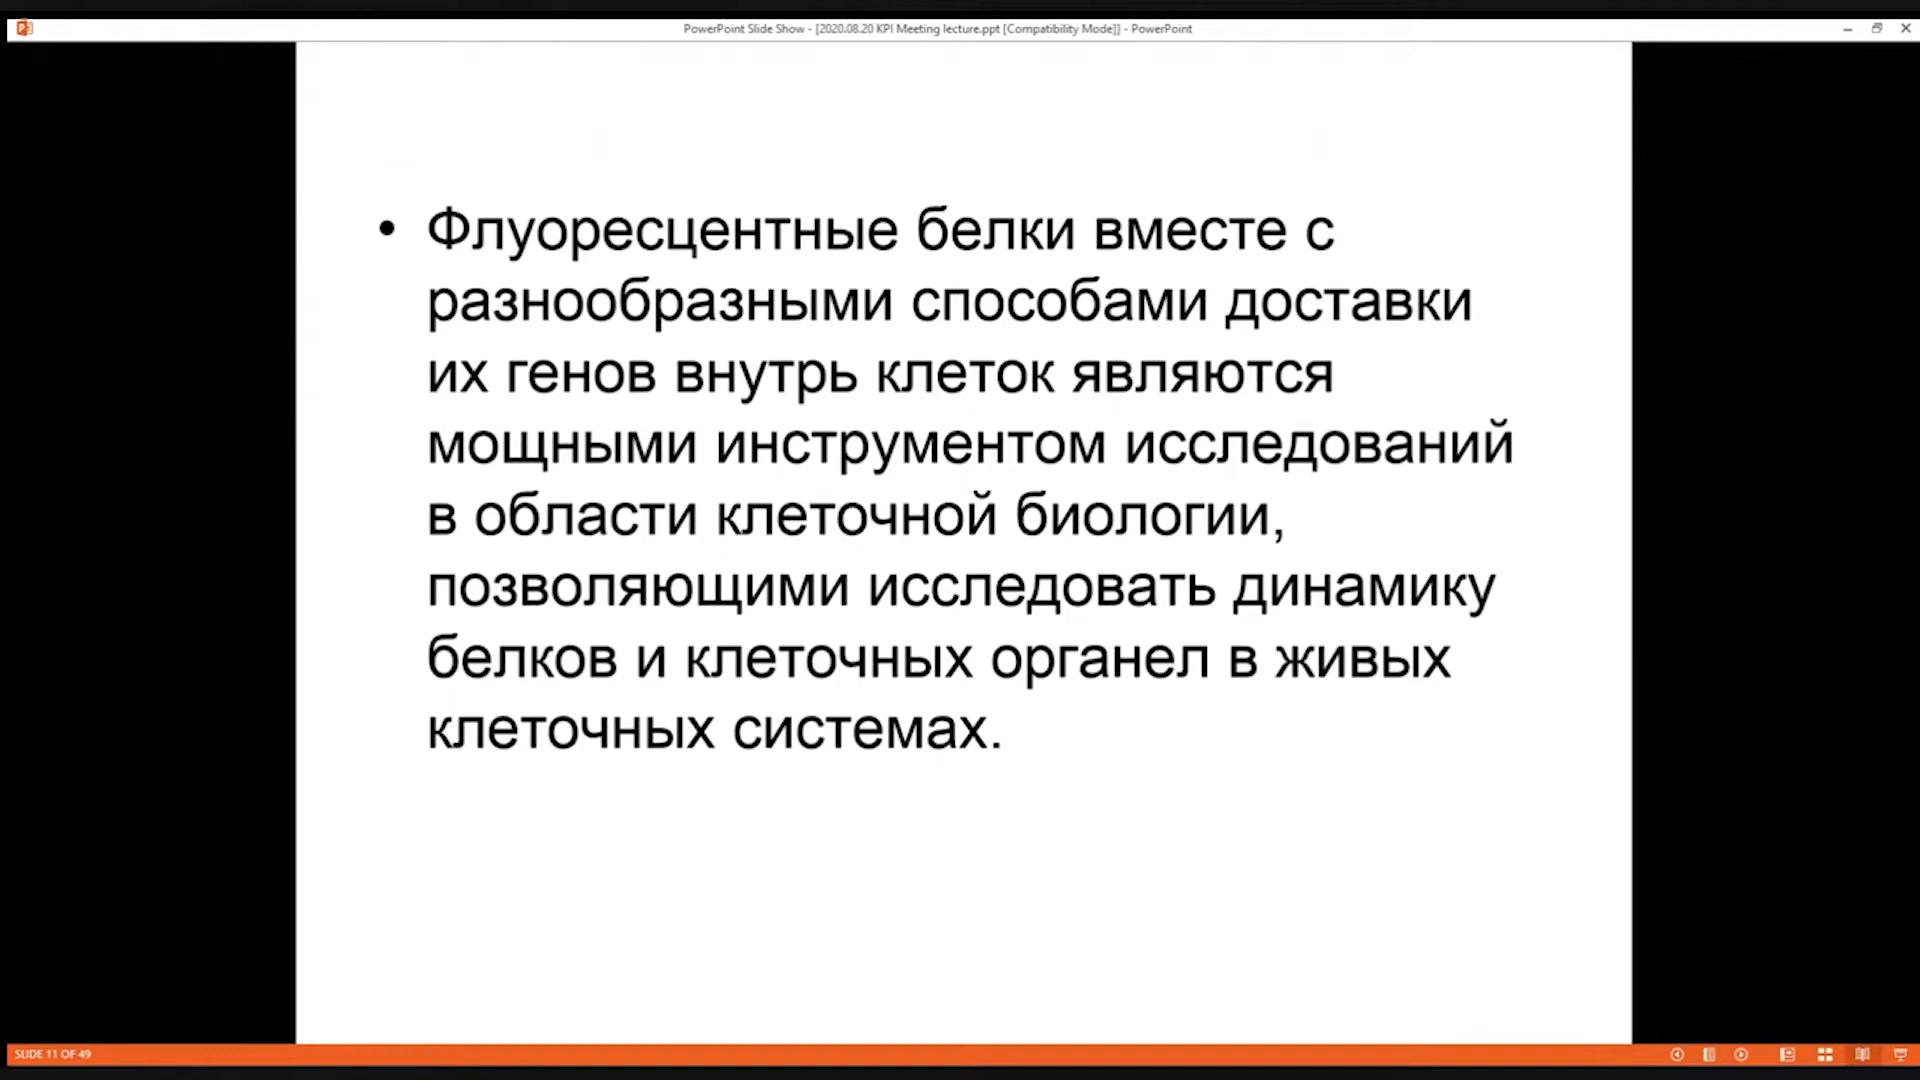 PowerPoint Slide Show - [2020.08.20 KPI Meeting lecture.ppt [Compatibility Mode]] - PowerPoint
• Флуоресцентные белки вместе с
разнообразными способами доставки
их генов внутрь клеток являются
мощными инструментом исследований
в области клеточной биологии,
позволяющими исследовать динамику
белков и клеточных органел в живых
клеточных системах.
SLIDE 11 OF 49